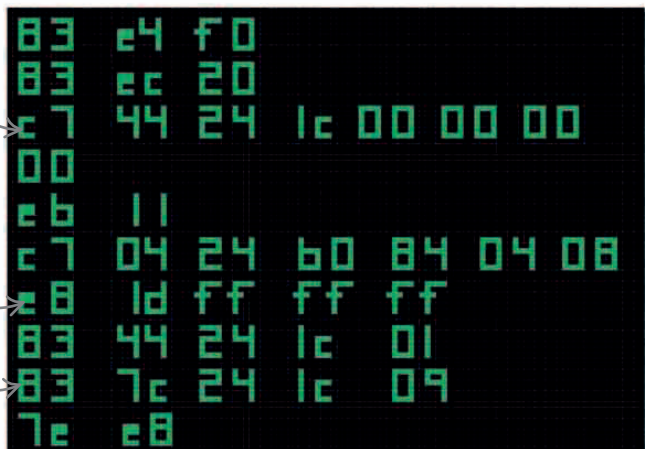 83 e4 f0
83 ec 20
c7 44 24 1c 00 00 00
00
eb 11
c7 04 24 b0 84 04 08
e8 1d ff ff ff
83 44 24 1c 01
83 7c 24 1c 09
7e e8